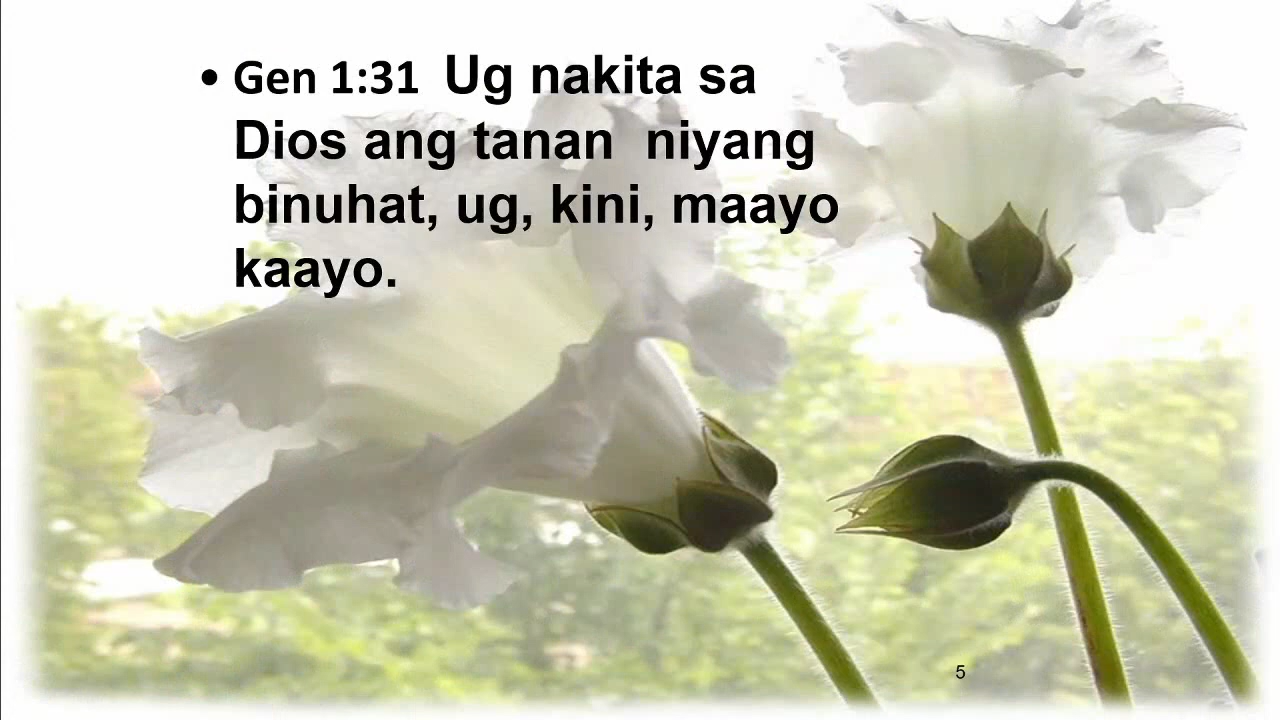 • Gen 1:31 Ug nakita sa
Dios ang tanan niyang
binuhat, ug, kini, maayo
kaayo.
5